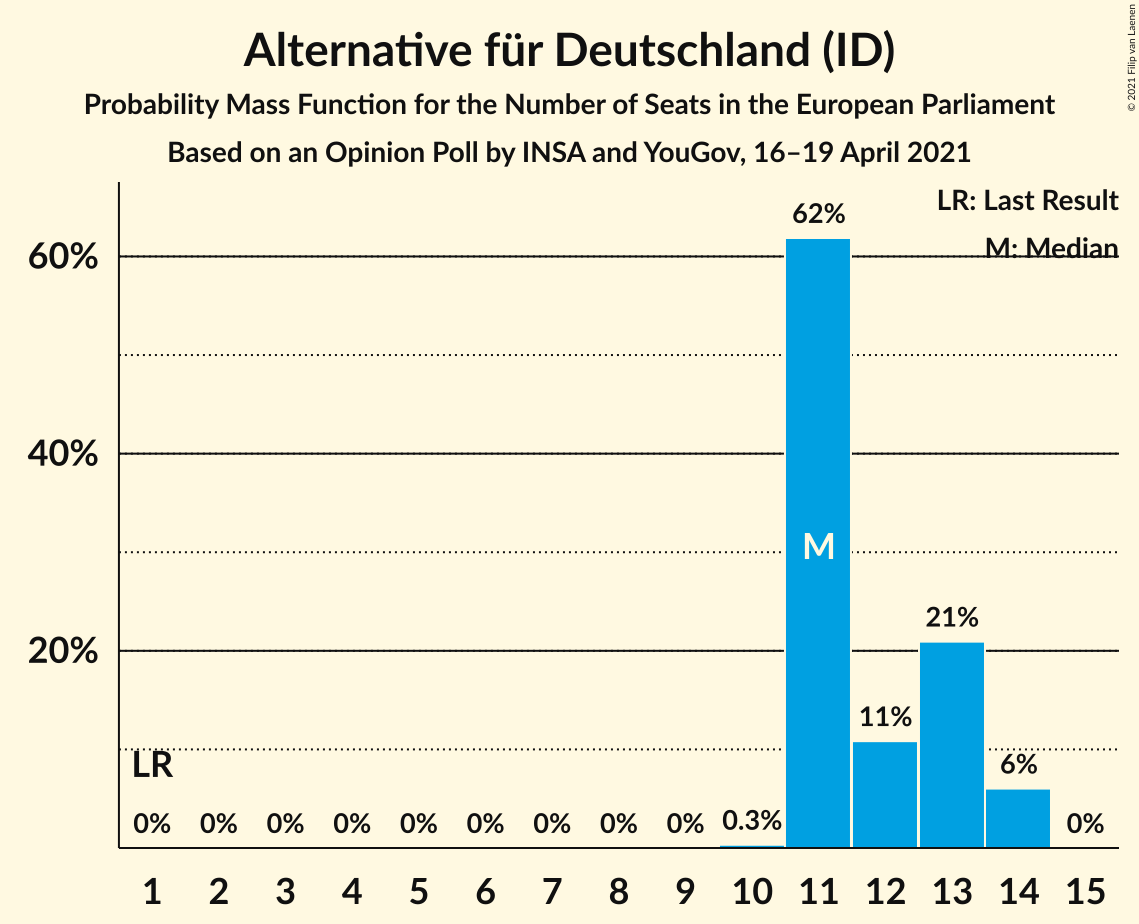 Alternative für Deutschland (ID)
Probability Mass Function for the Number of Seats in the European Parliament
Based on an Opinion Poll by INSA and YouGov, 16–19 April 2021
© 2021 Filip van Laenen
LR: Last Result
M: Median
60%
40%
20%
62%
M
21%
11%
6%
LR
0% 0% 0% 0% 0% 0% 0% 0% 0% 0.3% 0%
1 2 3 4 5 6 7 8 9 10 11 12 13 14 15